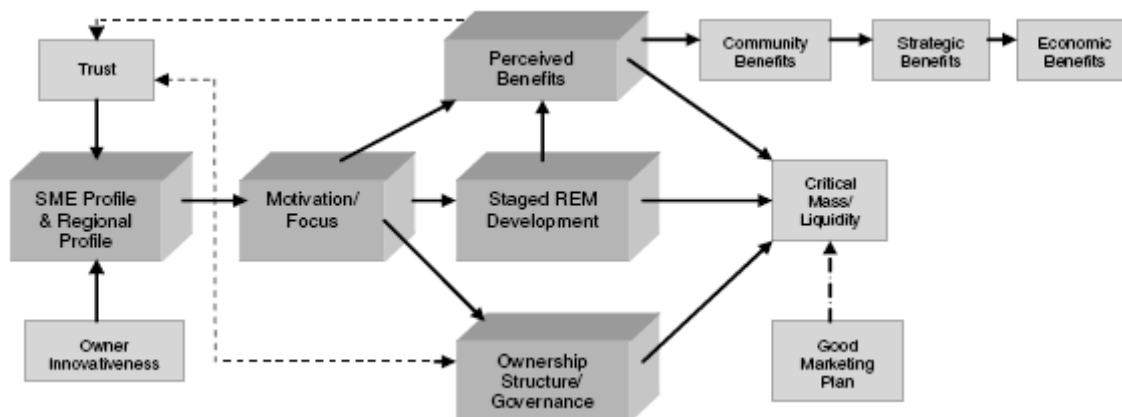 Trust
Perceived
Benefits
Community
Benefits
Strategic
Benefits
Economic
Benefits
SME Profile
& Regional
Profile
Motivation/
Focus
Staged REM
Development
Critical
Mass/
Liquidity
Owner
Innovativeness
Ownership
Structure/
Governance
Good
Marketing
Plan